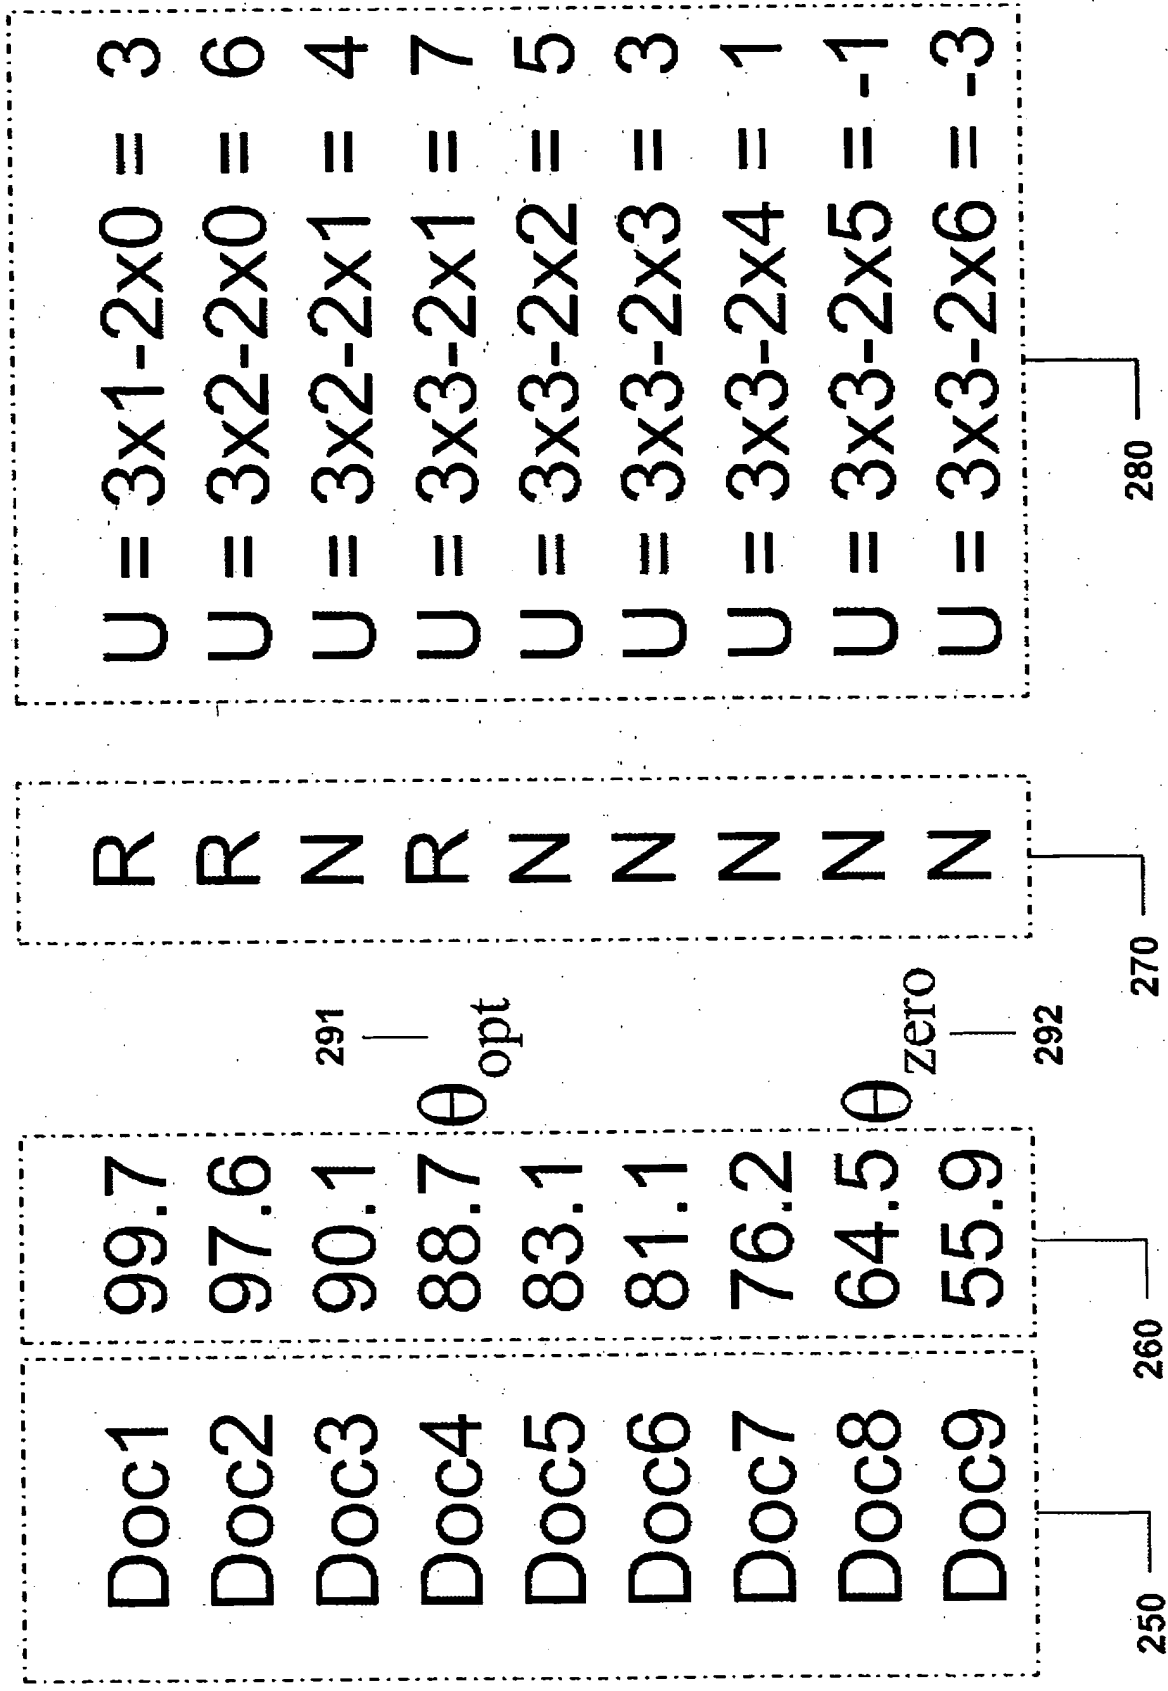 Doc1 99.7 R U = 3x1-2x0 = 3
Doc2 97.6 R U = 3x2-2x0 = 6
Doc3 90.1 N U = 3x2-2x1 = 4
291
Doc4 88.7 θopt R U = 3x3-2x1 = 7
Doc5 83.1 N U = 3x3-2x2 = 5
Doc6 81.1 N U = 3x3-2x3 = 3
Doc7 76.2 N U = 3x3-2x4 = 1
Doc8 64.5 θzero N U = 3x3-2x5 = -1
Doc9 55.9 N U = 3x3-2x6 = -3
292
250 260 270 280